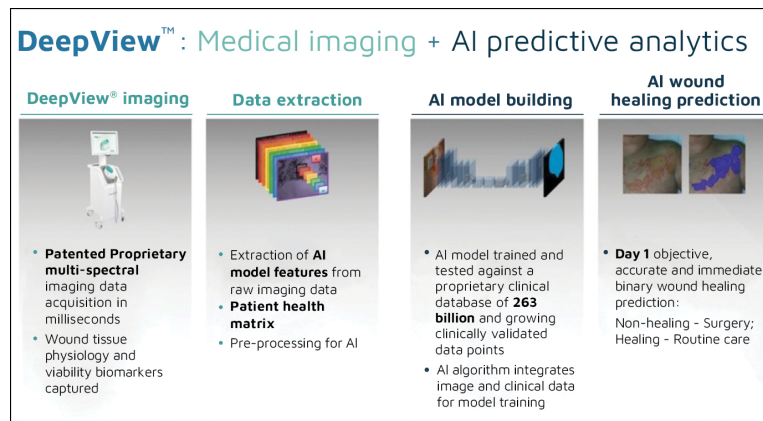 DeepView™: Medical imaging + AI predictive analytics
DeepView® imaging
• Patented Proprietary
multi-spectral
imaging data
acquisition in
milliseconds
• Wound tissue
physiology and
viability biomarkers
captured
Data extraction
• Extraction of AI
model features from
raw imaging data
• Patient health
matrix
• Pre-processing for AI
AI model building
• AI model trained and
tested against a
proprietary clinical
database of 263
billion and growing
clinically validated
data points
• AI algorithm integrates
image and clinical data
for model training
AI wound
healing prediction
• Day 1 objective,
accurate and immediate
binary wound healing
prediction:
Non-healing - Surgery;
Healing - Routine care